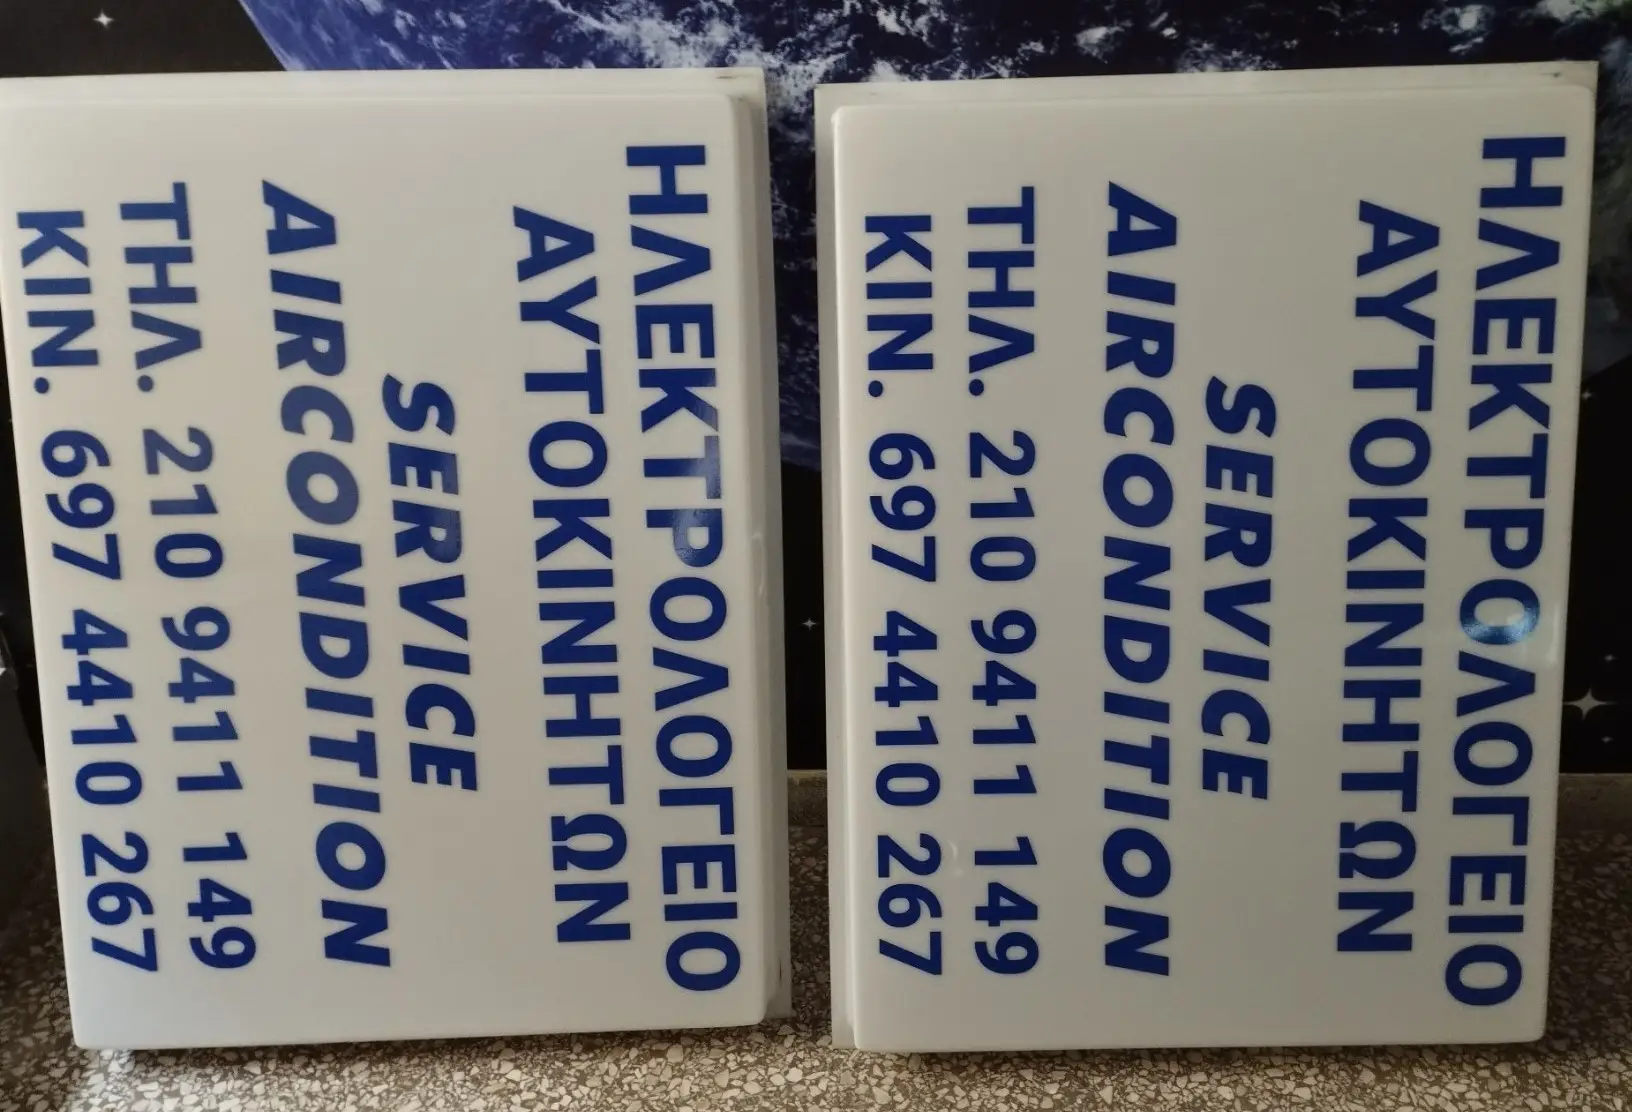 ΗΛΕΚΤΡΟΛΟΓΕΙΟ
ΑΥΤΟΚΙΝΗΤΩΝ
SERVICE
AIRCONDITION
ΤΗΛ. 210 9411 149
ΚΙΝ. 697 4410 267
ΗΛΕΚΤΡΟΛΟΓΕΙΟ
ΑΥΤΟΚΙΝΗΤΩΝ
SERVICE
AIRCONDITION
ΤΗΛ. 210 9411 149
ΚΙΝ. 697 4410 267